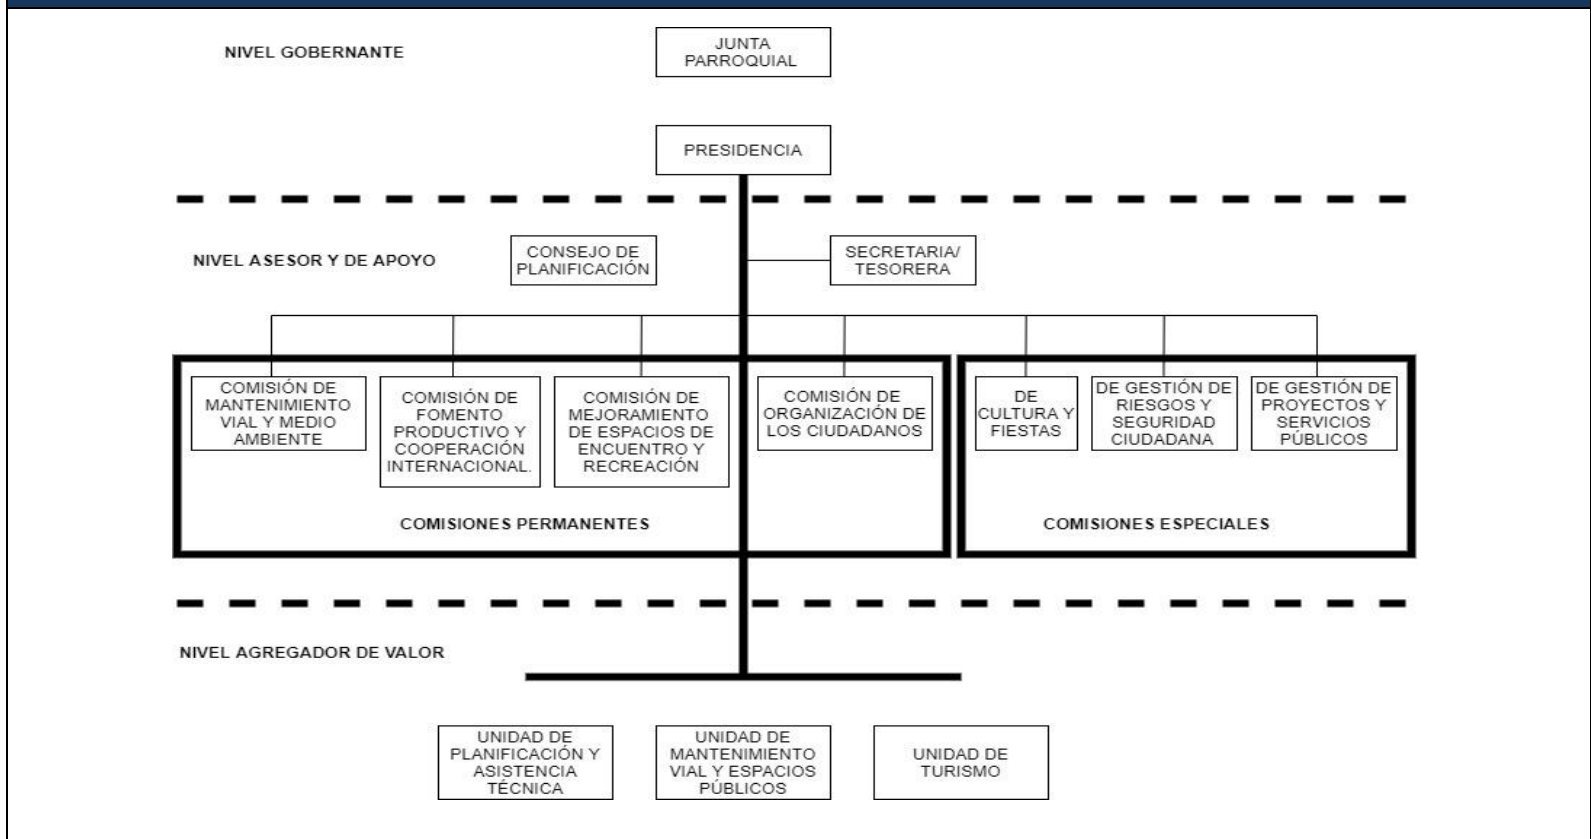 NIVEL GOBERNANTE
JUNTA
PARROQUIAL
PRESIDENCIA
NIVEL ASESOR Y DE APOYO
CONSEJO DE
PLANIFICACIÓN
SECRETARIA/
TESORERA
COMISIÓN DE
MANTENIMIENTO
VIAL Y MEDIO
AMBIENTE
COMISIÓN DE
FOMENTO
PRODUCTIVO Y
COOPERACIÓN
INTERNACIONAL.
COMISIÓN DE
MEJORAMIENTO
DE ESPACIOS DE
ENCUENTRO Y
RECREACIÓN
COMISIÓN DE
ORGANIZACIÓN DE
LOS CIUDADANOS
DE
CULTURA Y
FIESTAS
DE GESTIÓN DE
RIESGOS Y
SEGURIDAD
CIUDADANA
DE GESTIÓN DE
PROYECTOS Y
SERVICIOS
PÚBLICOS
COMISIONES PERMANENTES
COMISIONES ESPECIALES
NIVEL AGREGADOR DE VALOR
UNIDAD DE
PLANIFICACIÓN Y
ASISTENCIA
TÉCNICA
UNIDAD DE
MANTENIMIENTO
VIAL Y ESPACIOS
PÚBLICOS
UNIDAD DE
TURISMO